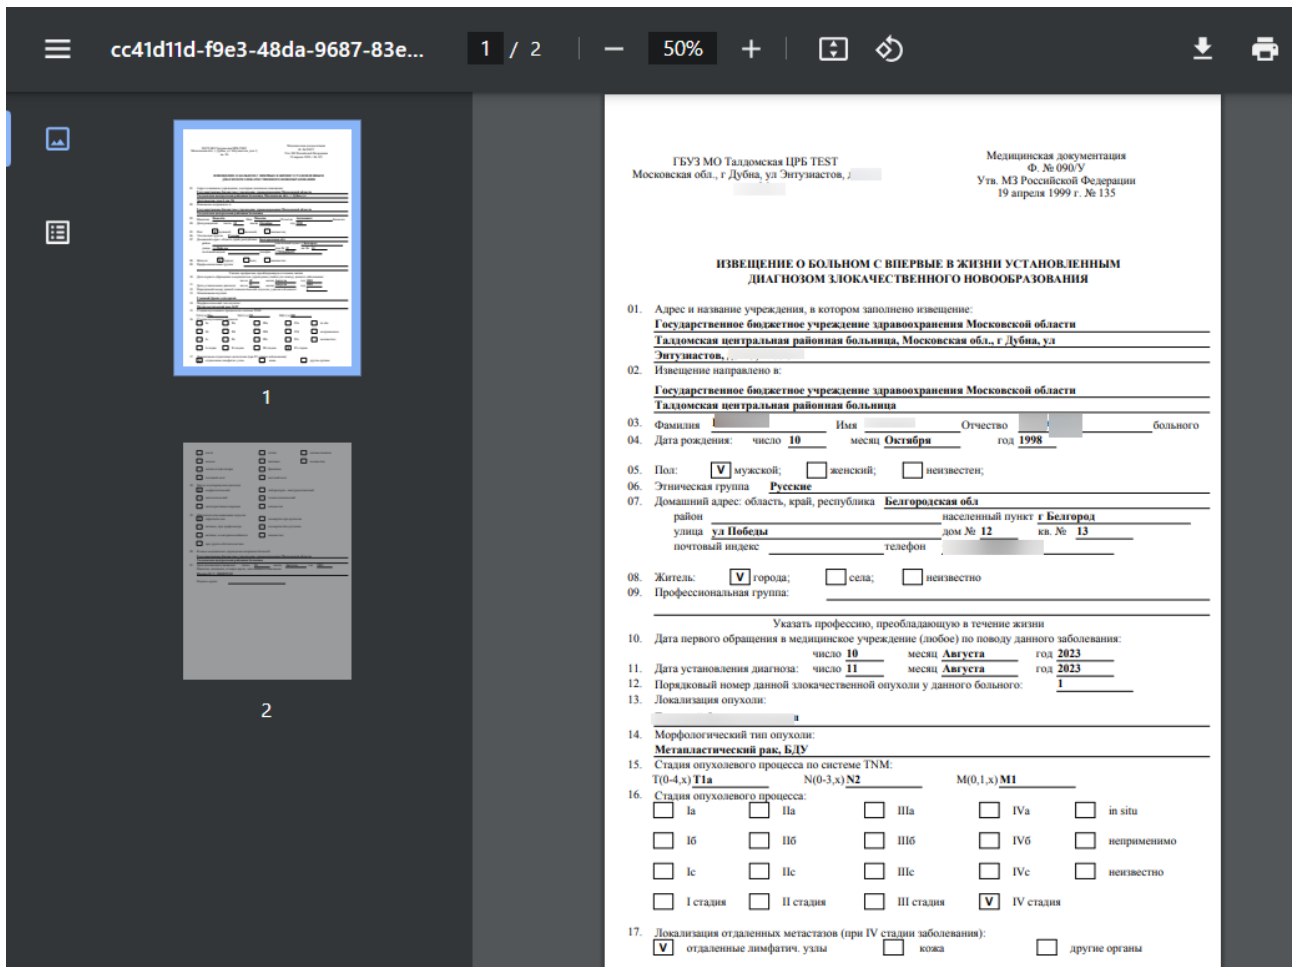 cc41d11d-f9e3-48da-9687-83e...
1 / 2
50%
1
2
ГБУЗ МО Талдомская ЦРБ TEST
Московская обл., г Дубна, ул Энтузиастов,
Медицинская документация
Ф. № 090/У
Утв. МЗ Российской Федерации
19 апреля 1999 г. № 135
ИЗВЕЩЕНИЕ О БОЛЬНОМ С ВПЕРВЫЕ В ЖИЗНИ УСТАНОВЛЕННЫМ
ДИАГНОЗОМ ЗЛОКАЧЕСТВЕННОГО НОВООБРАЗОВАНИЯ
01. Адрес и название учреждения, в котором заполнено извещение:
Государственное бюджетное учреждение здравоохранения Московской области
Талдомская центральная районная больница, Московская обл., г Дубна, ул
Энтузиастов,
02. Извещение направлено в:
Государственное бюджетное учреждение здравоохранения Московской области
Талдомская центральная районная больница
03. Фамилия Имя Отчество больного
04. Дата рождения: число 10 месяц Октября год 1998
05. Пол: V мужской; женский; неизвестен;
06. Этническая группа Русские
07. Домашний адрес: область, край, республика Белгородская обл
район населенный пункт г Белгород
улица ул Победы дом № 12 кв. № 13
почтовый индекс телефон
08. Житель: V города; села; неизвестно
09. Профессиональная группа:
Указать профессию, преобладающую в течение жизни
10. Дата первого обращения в медицинское учреждение (любое) по поводу данного заболевания:
число 10 месяц Августа год 2023
11. Дата установления диагноза: число 11 месяц Августа год 2023
12. Порядковый номер данной злокачественной опухоли у данного больного: 1
13. Локализация опухоли:
14. Морфологический тип опухоли:
Метапластический рак, БДУ
15. Стадия опухолевого процесса по системе TNM:
T(0-4,x) T1a N(0-3,x) N2 M(0,1,x) M1
16. Стадия опухолевого процесса:
Iа IIа IIIа IVа in situ
Iб IIб IIIб IVб неприменимо
Iс IIс IIIс IVс неизвестно
I стадия II стадия III стадия V IV стадия
17. Локализация отдаленных метастазов (при IV стадии заболевания):
V отдаленные лимфатич. узлы кожа другие органы